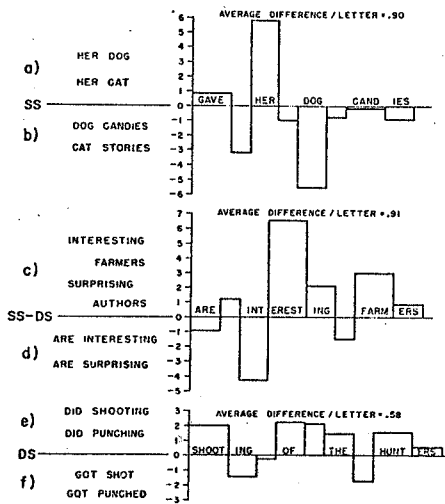 AVERAGE DIFFERENCE / LETTER = .90
6
5
4
3
2
1
0
-1
-2
-3
-4
-5
-6
a) HER DOG
HER CAT
SS
b) DOG CANDIES
CAT STORIES
GAVE HER DOG CAND IES
AVERAGE DIFFERENCE / LETTER = .91
7
6
5
4
3
2
1
0
-1
-2
-3
-4
-5
c) INTERESTING
FARMERS
SURPRISING
AUTHORS
SS-DS
d) ARE INTERESTING
ARE SURPRISING
ARE INT EREST ING FARM ERS
AVERAGE DIFFERENCE / LETTER = .58
3
2
1
0
-1
-2
-3
e) DID SHOOTING
DID PUNCHING
DS
f) GOT SHOT
GOT PUNCHED
SHOOT ING OF THE HUNT ERS